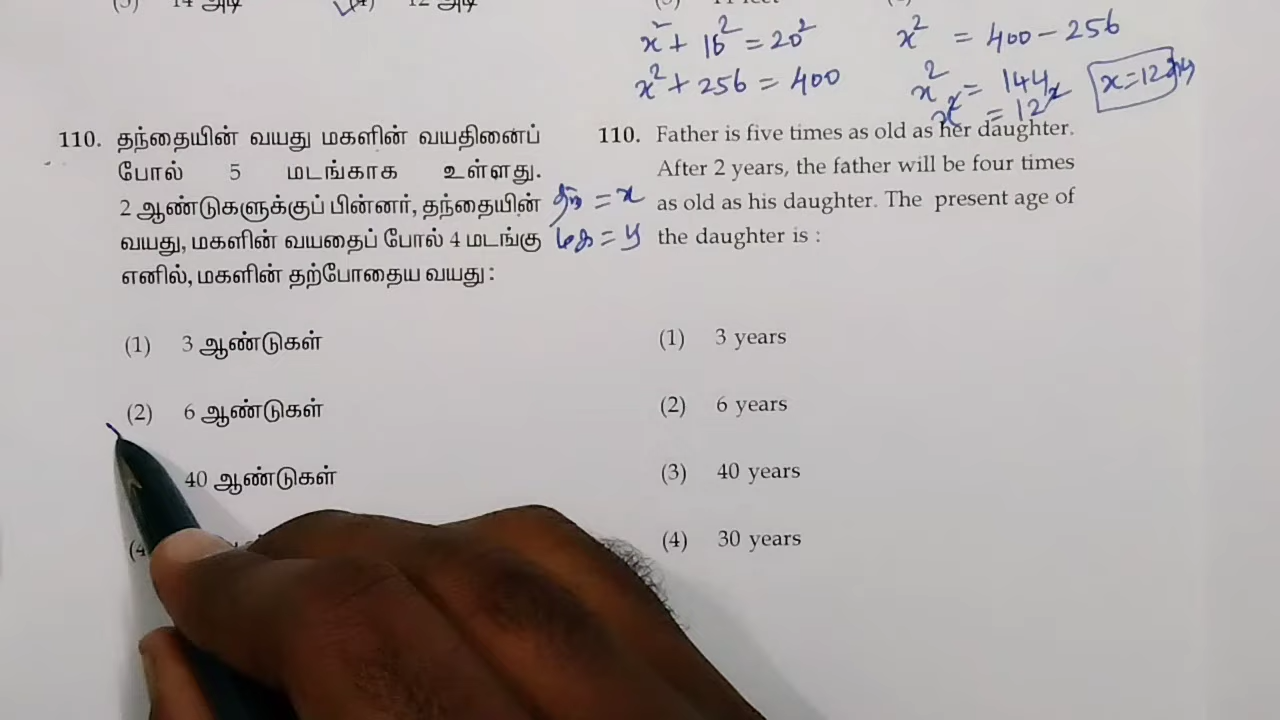 14 அடி
12 அடி
x² + 16² = 20²
x² + 256 = 400
x² = 400 - 256
x² = 144
x = 12
110. தந்தையின் வயது மகளின் வயதினைப்
போல் 5 மடங்காக உள்ளது.
2 ஆண்டுகளுக்குப் பின்னர், தந்தையின்
வயது, மகளின் வயதைப் போல் 4 மடங்கு
எனில், மகளின் தற்போதைய வயது :
(1) 3 ஆண்டுகள்
(2) 6 ஆண்டுகள்
40 ஆண்டுகள்
= x
மக = y
110. Father is five times as old as her daughter.
After 2 years, the father will be four times
as old as his daughter. The present age of
the daughter is :
(1) 3 years
(2) 6 years
(3) 40 years
(4) 30 years